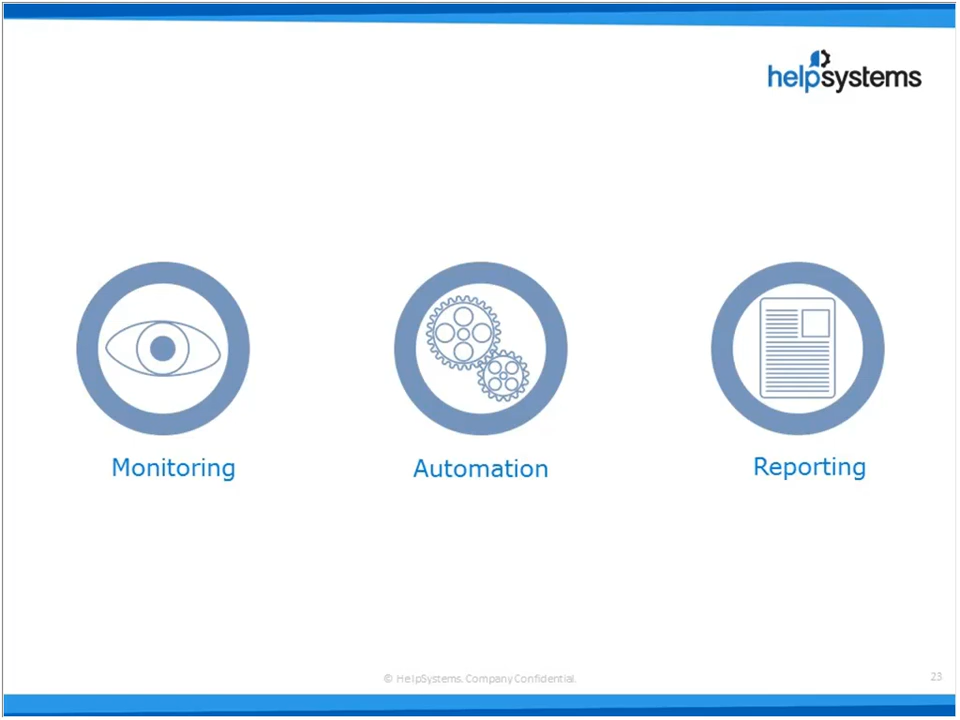 helpsystems
Monitoring
Automation
Reporting
© HelpSystems. Company Confidential.
23